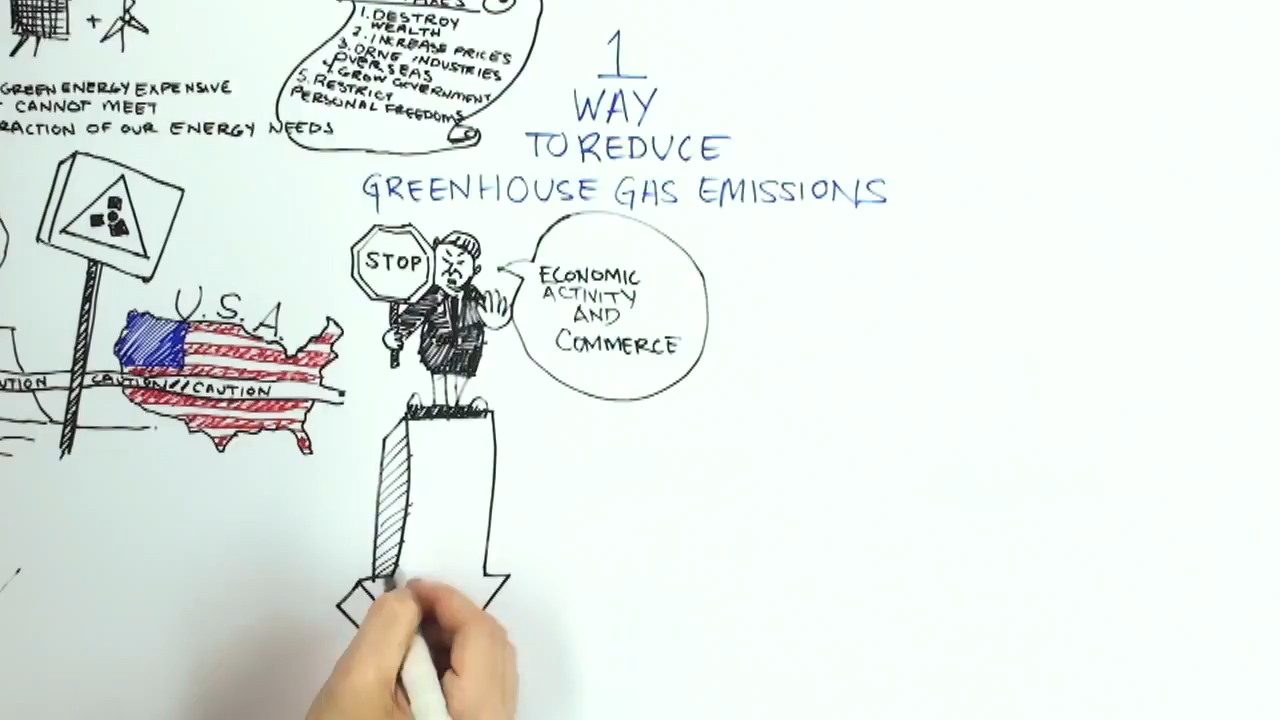 +
1. DESTROY
WEALTH
2. INCREASE PRICES
3. DRIVE INDUSTRIES
OVERSEAS
4. GROW GOVERNMENT
5. RESTRICT
PERSONAL FREEDOMS
GREEN ENERGY EXPENSIVE
CANNOT MEET
RACTION OF OUR ENERGY NEEDS
1
WAY
TO REDUCE
GREENHOUSE GAS EMISSIONS
STOP
ECONOMIC
ACTIVITY
AND
COMMERCE
U.S.A.
UTION CAUTION // CAUTION